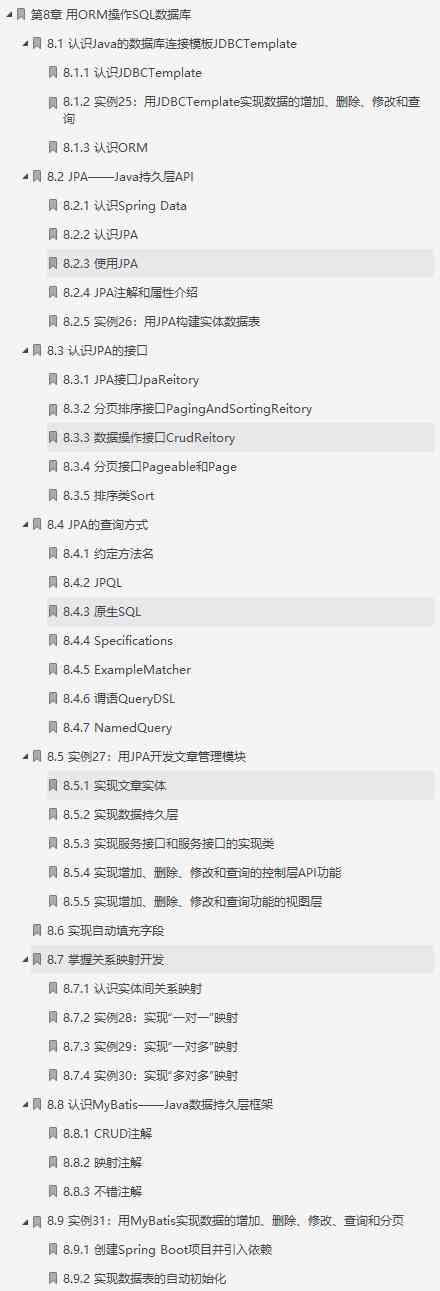 第8章 用ORM操作SQL数据库
8.1 认识Java的数据库连接模板JDBCTemplate
8.1.1 认识JDBCTemplate
8.1.2 实例25：用JDBCTemplate实现数据的增加、删除、修改和查
询
8.1.3 认识ORM
8.2 JPA——Java持久层API
8.2.1 认识Spring Data
8.2.2 认识JPA
8.2.3 使用JPA
8.2.4 JPA注解和属性介绍
8.2.5 实例26：用JPA构建实体数据表
8.3 认识JPA的接口
8.3.1 JPA接口JpaReitory
8.3.2 分页排序接口PagingAndSortingReitory
8.3.3 数据操作接口CrudReitory
8.3.4 分页接口Pageable和Page
8.3.5 排序类Sort
8.4 JPA的查询方式
8.4.1 约定方法名
8.4.2 JPQL
8.4.3 原生SQL
8.4.4 Specifications
8.4.5 ExampleMatcher
8.4.6 谓语QueryDSL
8.4.7 NamedQuery
8.5 实例27：用JPA开发文章管理模块
8.5.1 实现文章实体
8.5.2 实现数据持久层
8.5.3 实现服务接口和服务接口的实现类
8.5.4 实现增加、删除、修改和查询的控制层API功能
8.5.5 实现增加、删除、修改和查询功能的视图层
8.6 实现自动填充字段
8.7 掌握关系映射开发
8.7.1 认识实体间关系映射
8.7.2 实例28：实现“一对一”映射
8.7.3 实例29：实现“一对多”映射
8.7.4 实例30：实现“多对多”映射
8.8 认识MyBatis——Java数据持久层框架
8.8.1 CRUD注解
8.8.2 映射注解
8.8.3 不错注解
8.9 实例31：用MyBatis实现数据的增加、删除、修改、查询和分页
8.9.1 创建Spring Boot项目并引入依赖
8.9.2 实现数据表的自动初始化